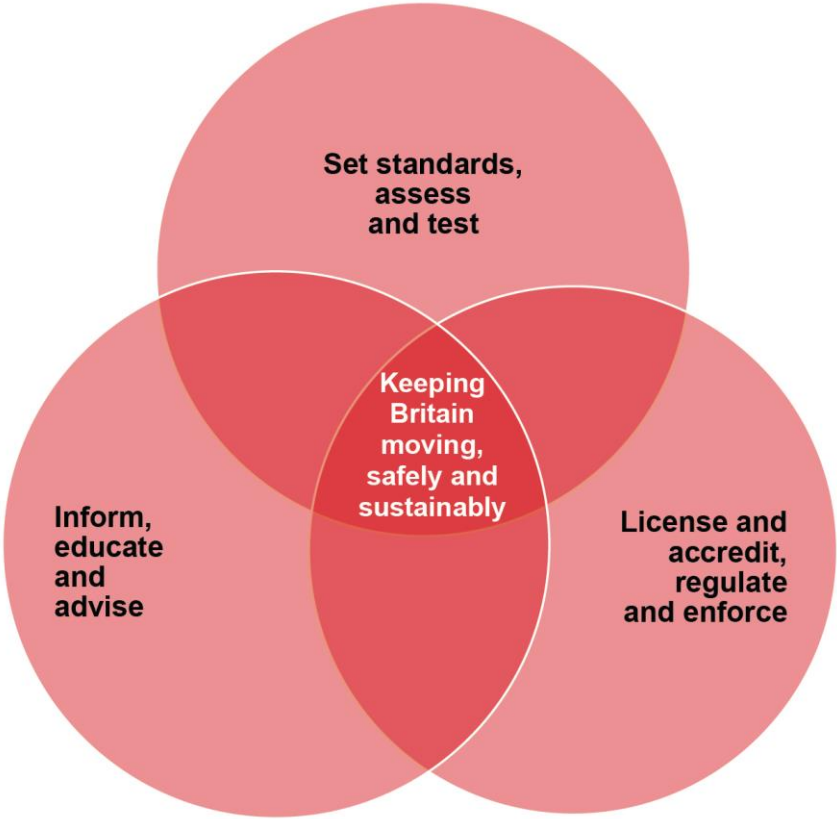 Set standards,
assess
and test
Keeping
Britain
moving,
safely and
sustainably
Inform,
educate
and
advise
License and
accredit,
regulate
and enforce